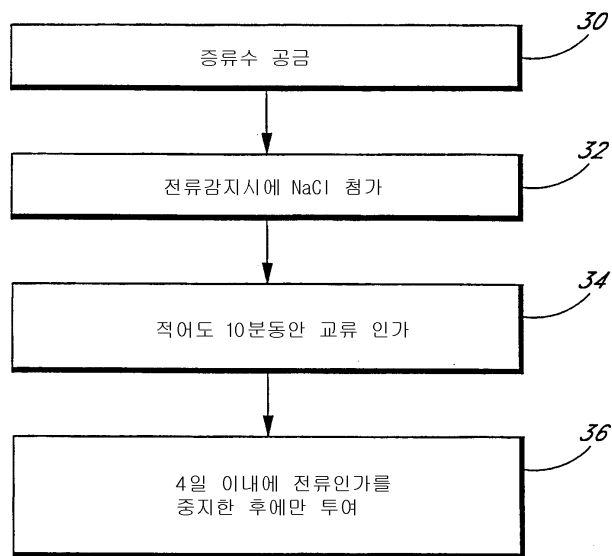 30
증류수 공급
32
전류감지시에 NaCl 첨가
34
적어도 10분동안 교류 인가
36
4일 이내에 전류인가를
중지한 후에만 투여